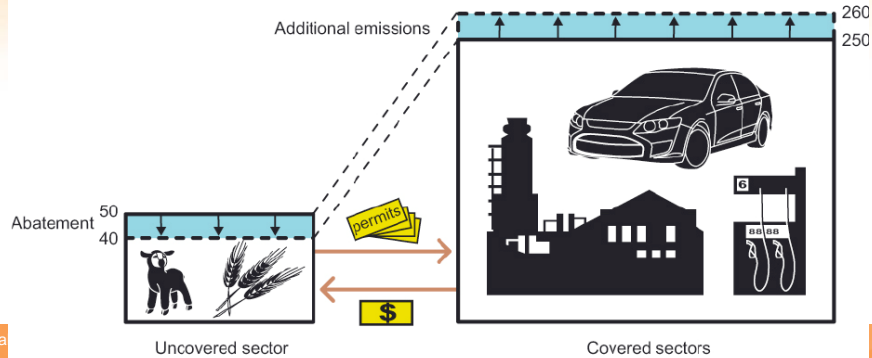 260
Additional emissions
250
6
50
Abatement
permits
88 88
40
$
a
Uncovered sector
Covered sectors